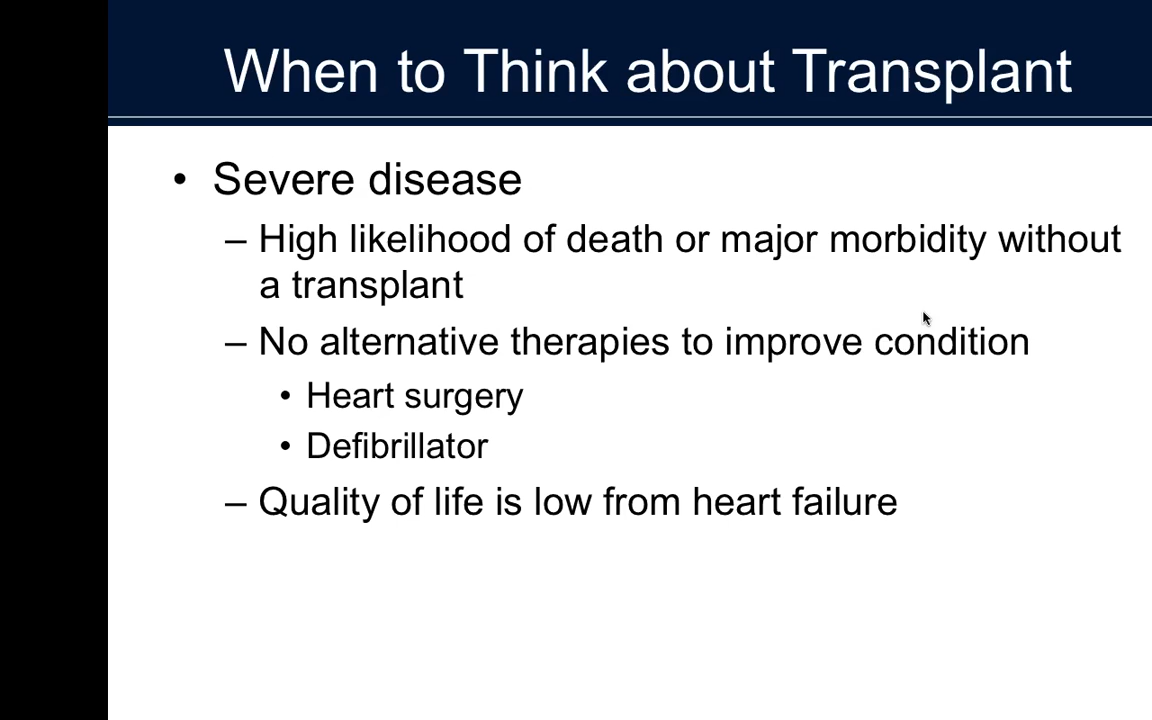 When to Think about Transplant
• Severe disease
– High likelihood of death or major morbidity without
a transplant
– No alternative therapies to improve condition
• Heart surgery
• Defibrillator
– Quality of life is low from heart failure